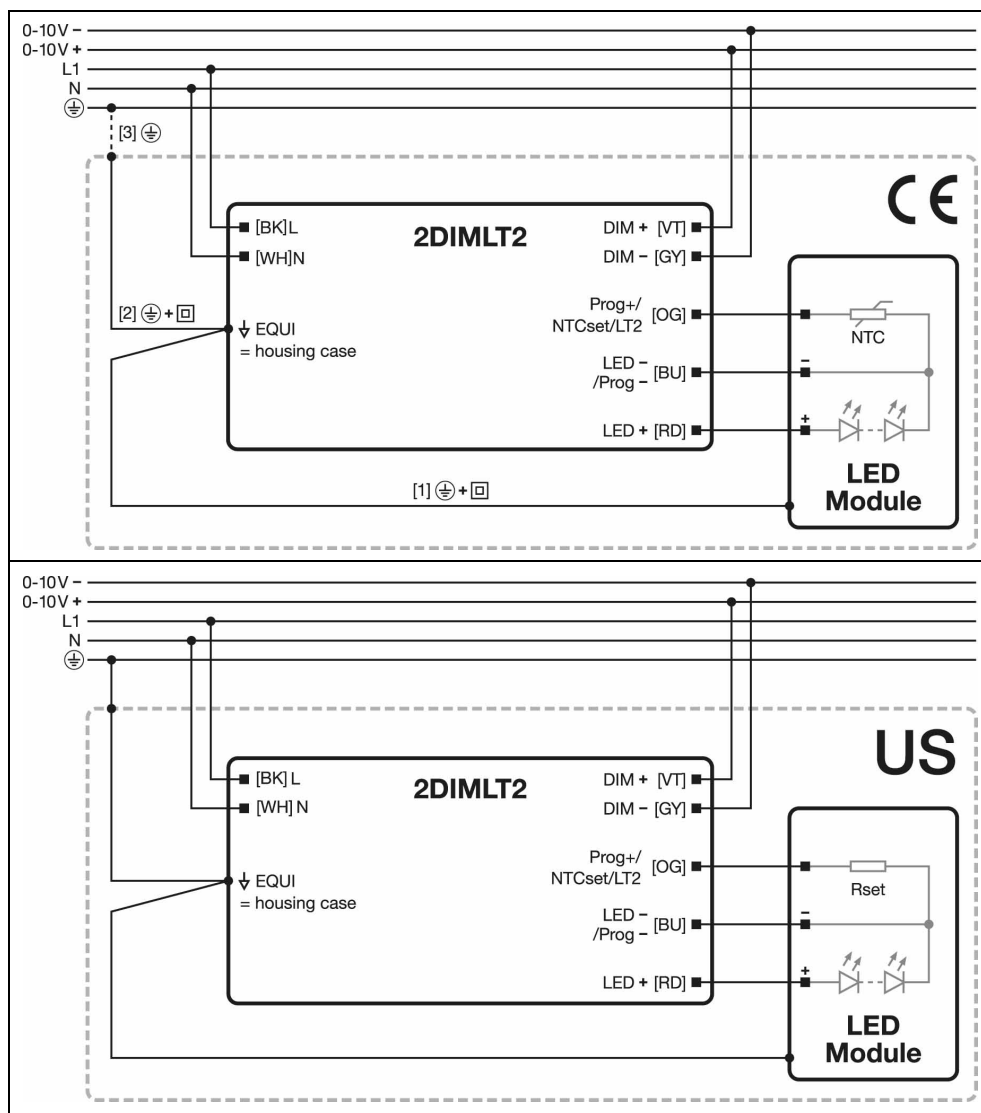 0-10V –
0-10V +
L1
N
[3]
CE
[BK]L
2DIMLT2
DIM + [VT]
[WH]N
DIM – [GY]
[2] +
EQUI
= housing case
Prog+/
NTCset/LT2 [OG]
NTC
LED –
/Prog – [BU]
–
LED + [RD]
+
LED
Module
[1] +
0-10V –
0-10V +
L1
N
US
[BK] L
2DIMLT2
DIM + [VT]
[WH] N
DIM – [GY]
EQUI
= housing case
Prog+/
NTCset/LT2 [OG]
Rset
LED –
/Prog – [BU]
–
LED + [RD]
+
LED
Module